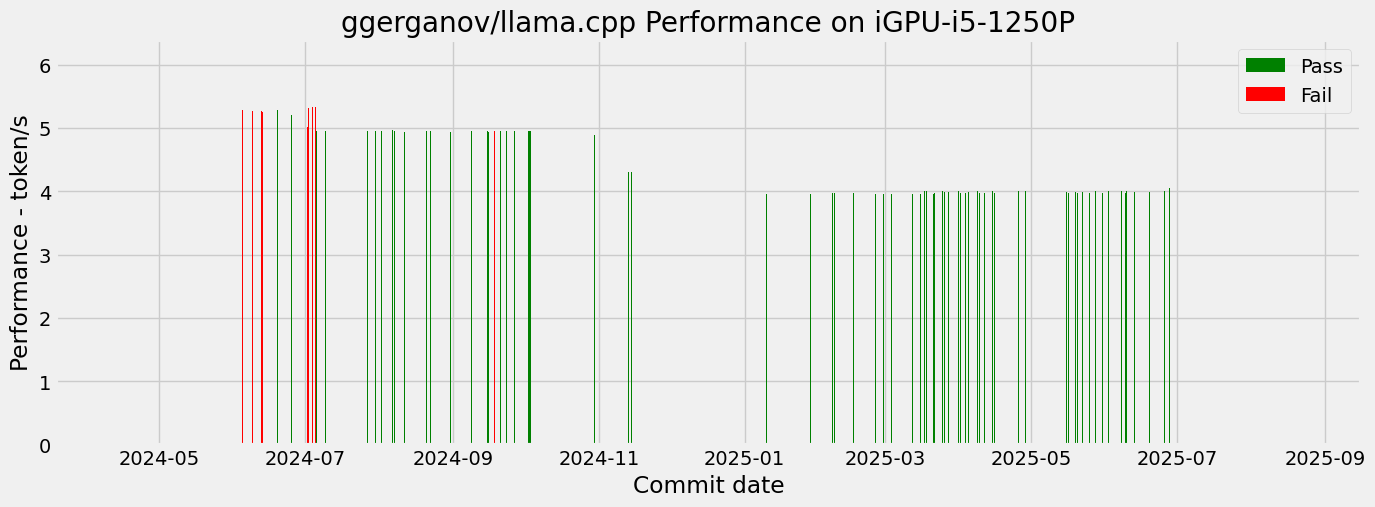 ggerganov/llama.cpp Performance on iGPU-i5-1250P
Performance - token/s
6
5
4
3
2
1
0
Pass
Fail
2024-05 2024-07 2024-09 2024-11 2025-01 2025-03 2025-05 2025-07 2025-09
Commit date